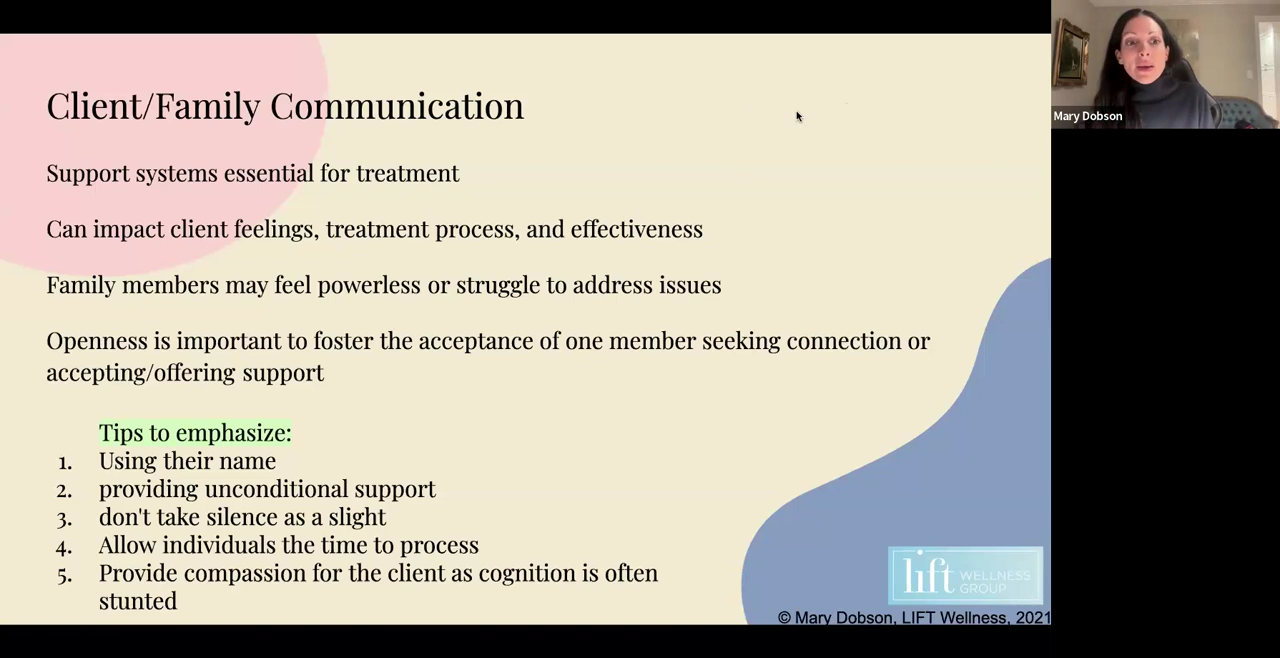 Client/Family Communication
Support systems essential for treatment
Can impact client feelings, treatment process, and effectiveness
Family members may feel powerless or struggle to address issues
Openness is important to foster the acceptance of one member seeking connection or
accepting/offering support
Tips to emphasize:
1. Using their name
2. providing unconditional support
3. don't take silence as a slight
4. Allow individuals the time to process
5. Provide compassion for the client as cognition is often
stunted
lift WELLNESS
GROUP
© Mary Dobson, LIFT Wellness, 2021
Mary Dobson